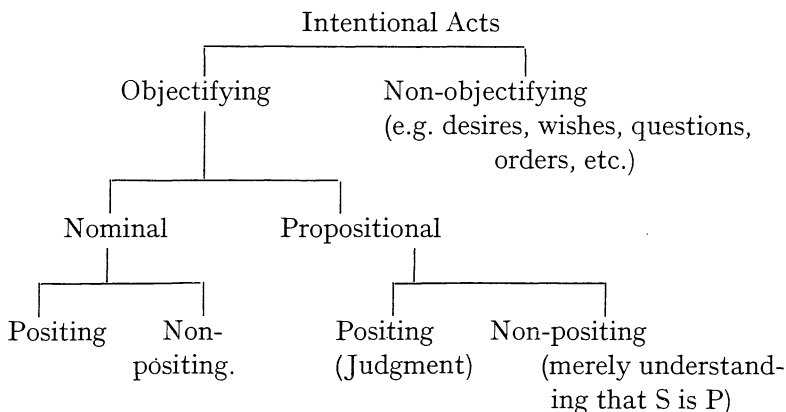 Intentional Acts
Objectifying
Non-objectifying
(e.g. desires, wishes, questions,
orders, etc.)
Nominal
Propositional
Positing
Non-
positing.
Positing
(Judgment)
Non-positing
(merely understand-
ing that S is P)